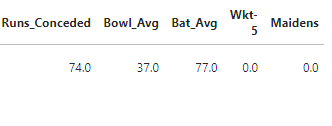 Runs_Conceded Bowl_Avg Bat_Avg Wkt-5 Maidens
74.0 37.0 77.0 0.0 0.0